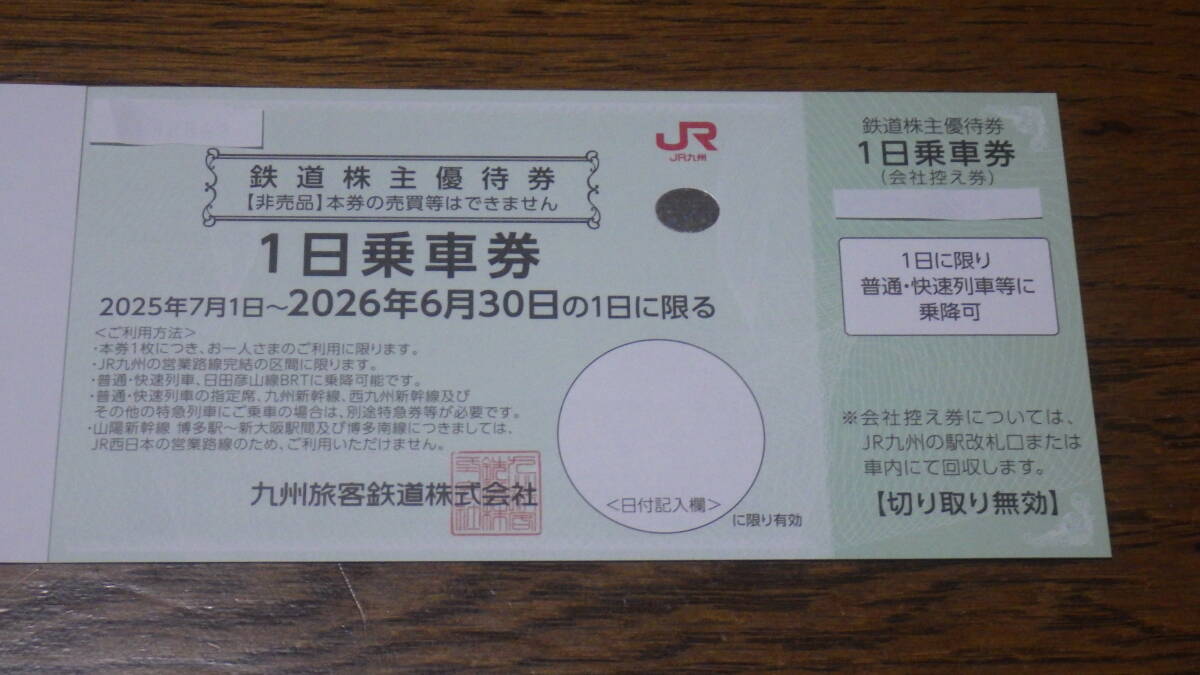 鉄道株主優待券
【非売品】本券の売買等はできません
1日乗車券
2025年7月1日～2026年6月30日の1日に限る
＜ご利用方法＞
・本券1枚につき、お一人さまのご利用に限ります。
・JR九州の営業路線完結の区間に限ります。
・普通・快速列車、日田彦山線BRTに乗降可能です。
・普通・快速列車の指定席、九州新幹線、西九州新幹線及び
その他の特急列車にご乗車の場合は、別途特急券等が必要です。
・山陽新幹線 博多駅～新大阪駅間及び博多南線につきましては、
JR西日本の営業路線のため、ご利用いただけません。
九州旅客鉄道株式会社
JR
JR九州
＜日付記入欄＞
に限り有効
鉄道株主優待券
1日乗車券
(会社控え券)
1日に限り
普通・快速列車等に
乗降可
※会社控え券については、
JR九州の駅改札口または
車内にて回収します。
【切り取り無効】